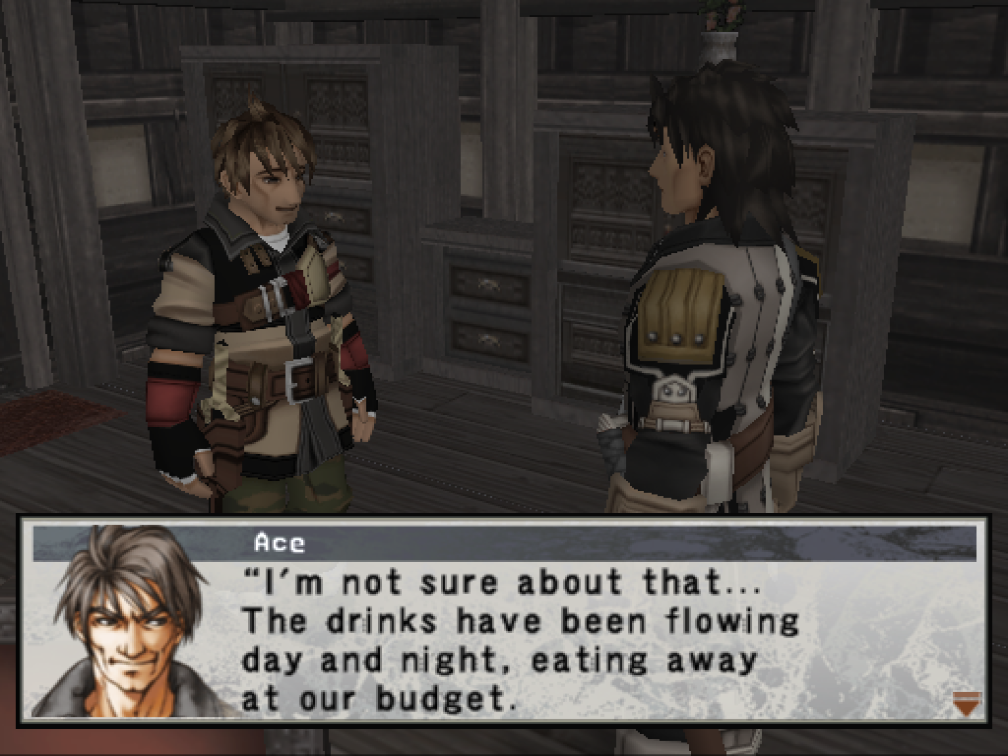 Ace
“I'm not sure about that...
The drinks have been flowing
day and night, eating away
at our budget.